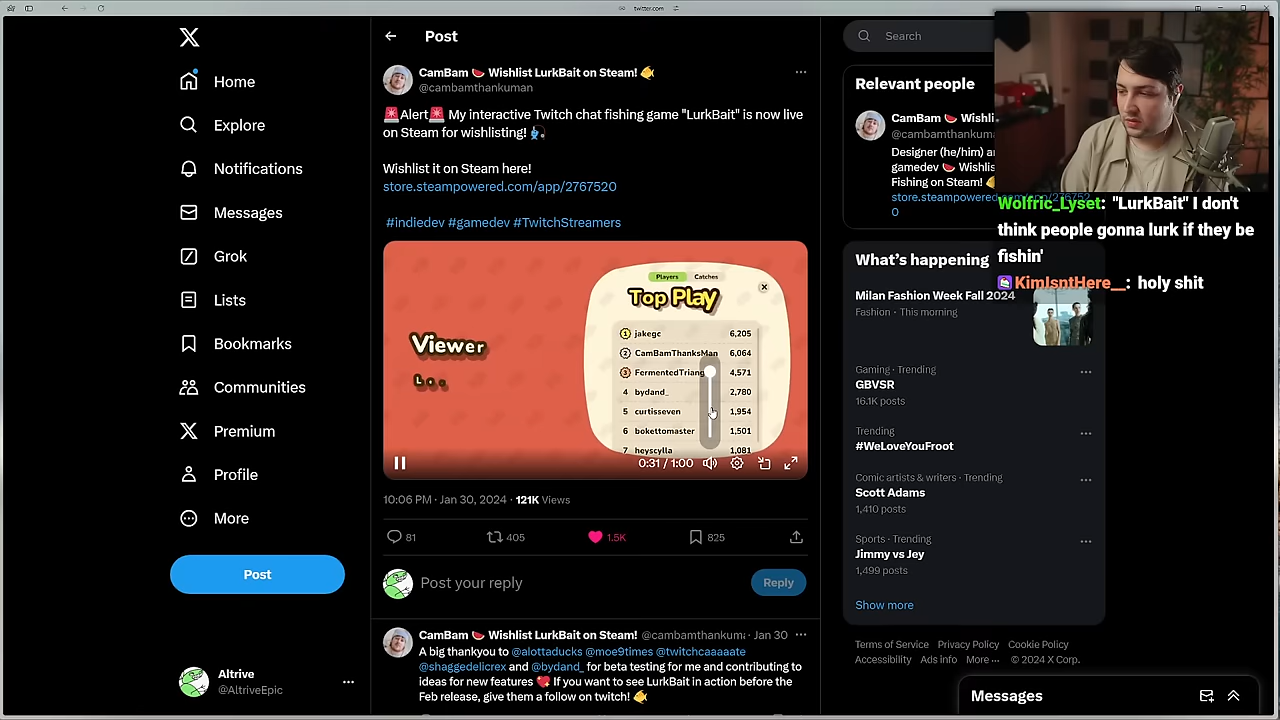 twitter.com
Home
Explore
Notifications
Messages
Grok
Lists
Bookmarks
Communities
Premium
Profile
More
Post
Altrive
@AltriveEpic
Post
CamBam 🍉 Wishlist LurkBait on Steam! 🐠
@cambamthankuman
🚨Alert🚨 My interactive Twitch chat fishing game "LurkBait" is now live
on Steam for wishlisting! 🎣
Wishlist it on Steam here!
store.steampowered.com/app/2767520
#indiedev #gamedev #TwitchStreamers
Viewer
Players Catches
Top Play
1 jakegc 6,205
2 CamBamThanksMan 6,064
3 FermentedTriang 4,571
4 bydand_ 2,780
5 curtisseven 1,954
6 bokettomaster 1,501
7 heyscylla 1,081
0:31 / 1:00
10:06 PM · Jan 30, 2024 · 121K Views
81 405 1.5K 825
Post your reply
Reply
CamBam 🍉 Wishlist LurkBait on Steam! @cambamthankuma · Jan 30
A big thankyou to @alottaducks @moe9times @twitchcaaaaate
@shaggedelicrex and @bydand_ for beta testing for me and contributing to
ideas for new features 💖 If you want to see LurkBait in action before the
Feb release, give them a follow on twitch! 🐠
Search
Relevant people
CamBam 🍉 Wishli
@cambamthankuma
Designer (he/him) ar
gamedev 🍉 Wishlis
Fishing on Steam!
store.steampowered.com/app/276752
0
Wolfric_Lyset: "LurkBait" I don't
think people gonna lurk if they be
fishin'
KimIsntHere__: holy shit
What's happening
Milan Fashion Week Fall 2024
Fashion · This morning
Gaming · Trending
GBVSR
16.1K posts
Trending
#WeLoveYouFroot
Comic artists & writers · Trending
Scott Adams
1,410 posts
Sports · Trending
Jimmy vs Jey
1,499 posts
Show more
Terms of Service Privacy Policy Cookie Policy
Accessibility Ads info More ··· © 2024 X Corp.
Messages